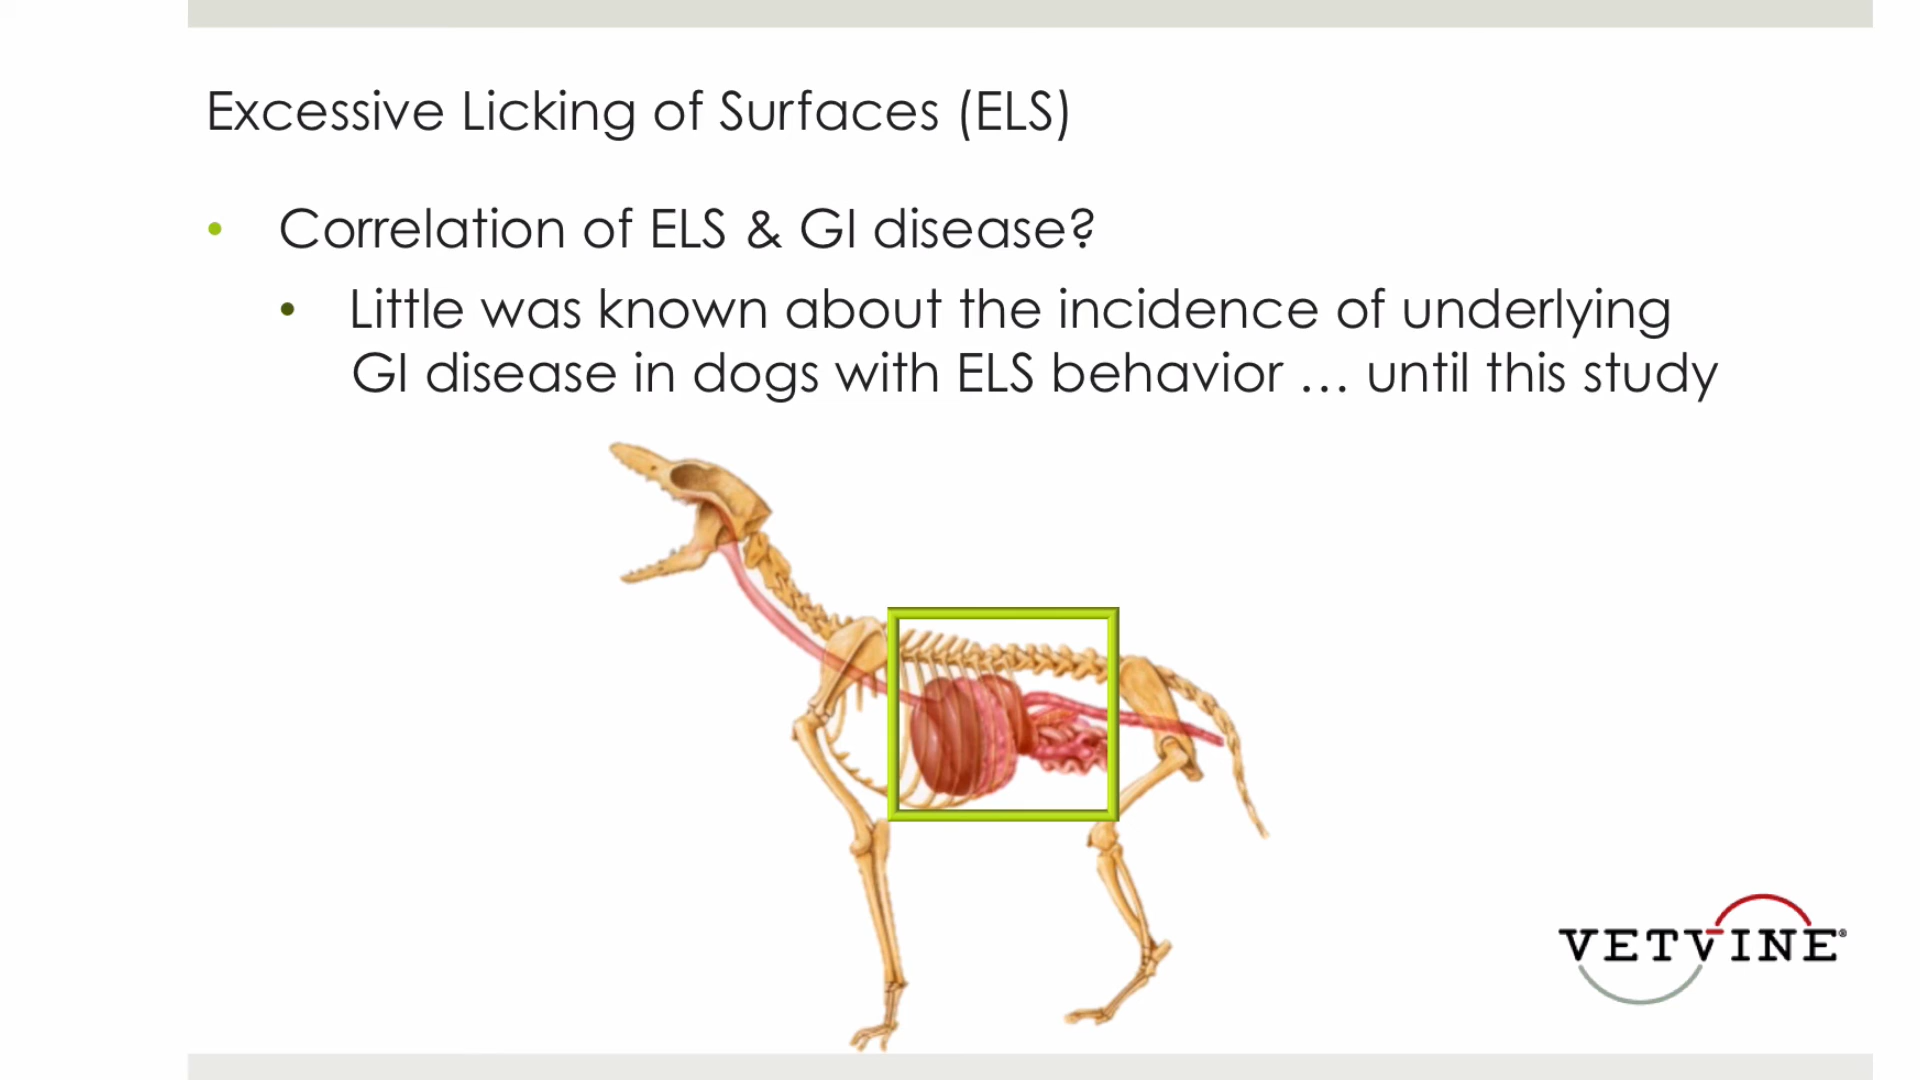 Excessive Licking of Surfaces (ELS)
• Correlation of ELS & GI disease?
• Little was known about the incidence of underlying
GI disease in dogs with ELS behavior … until this study
VETVINE®